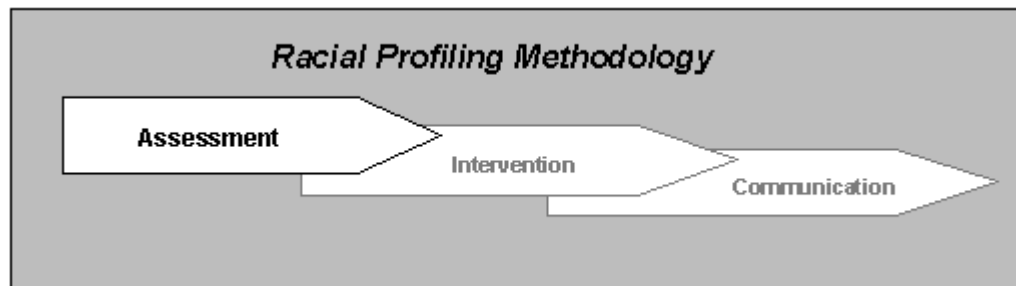 Racial Profiling Methodology
Assessment
Intervention
Communication